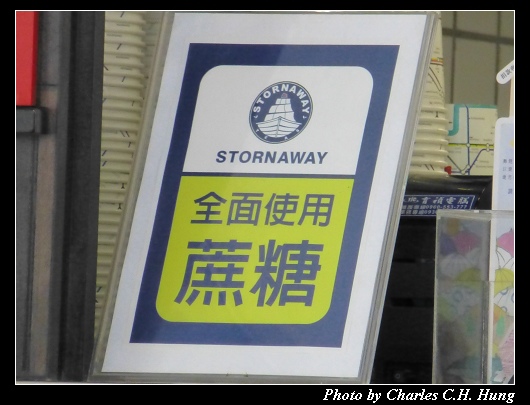 STORNAWAY
STORNAWAY
全面使用
蔗糖
Photo by Charles C.H. Hung